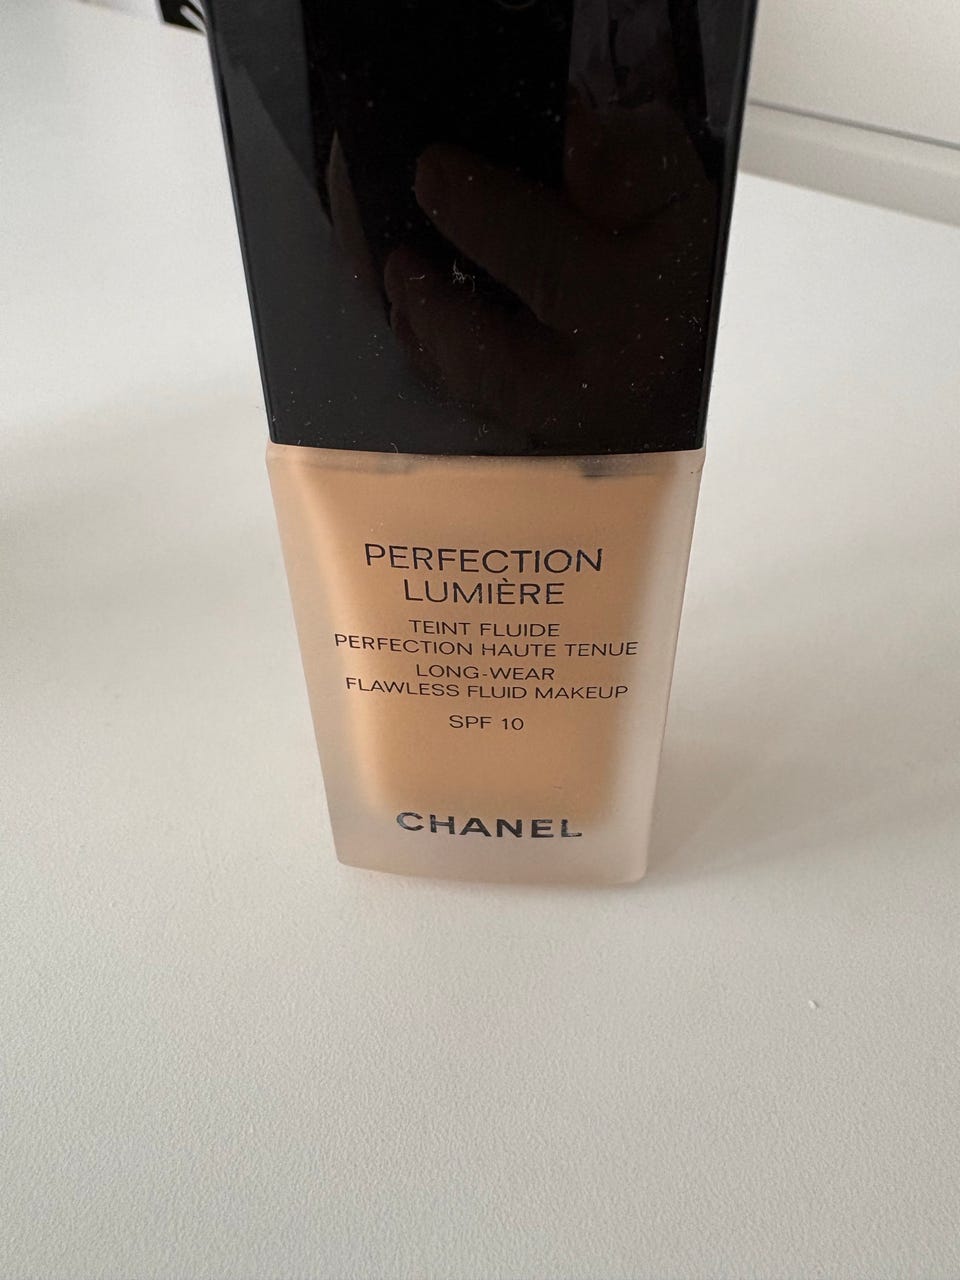 PERFECTION
LUMIÈRE
TEINT FLUIDE
PERFECTION HAUTE TENUE
LONG-WEAR
FLAWLESS FLUID MAKEUP
SPF 10
CHANEL